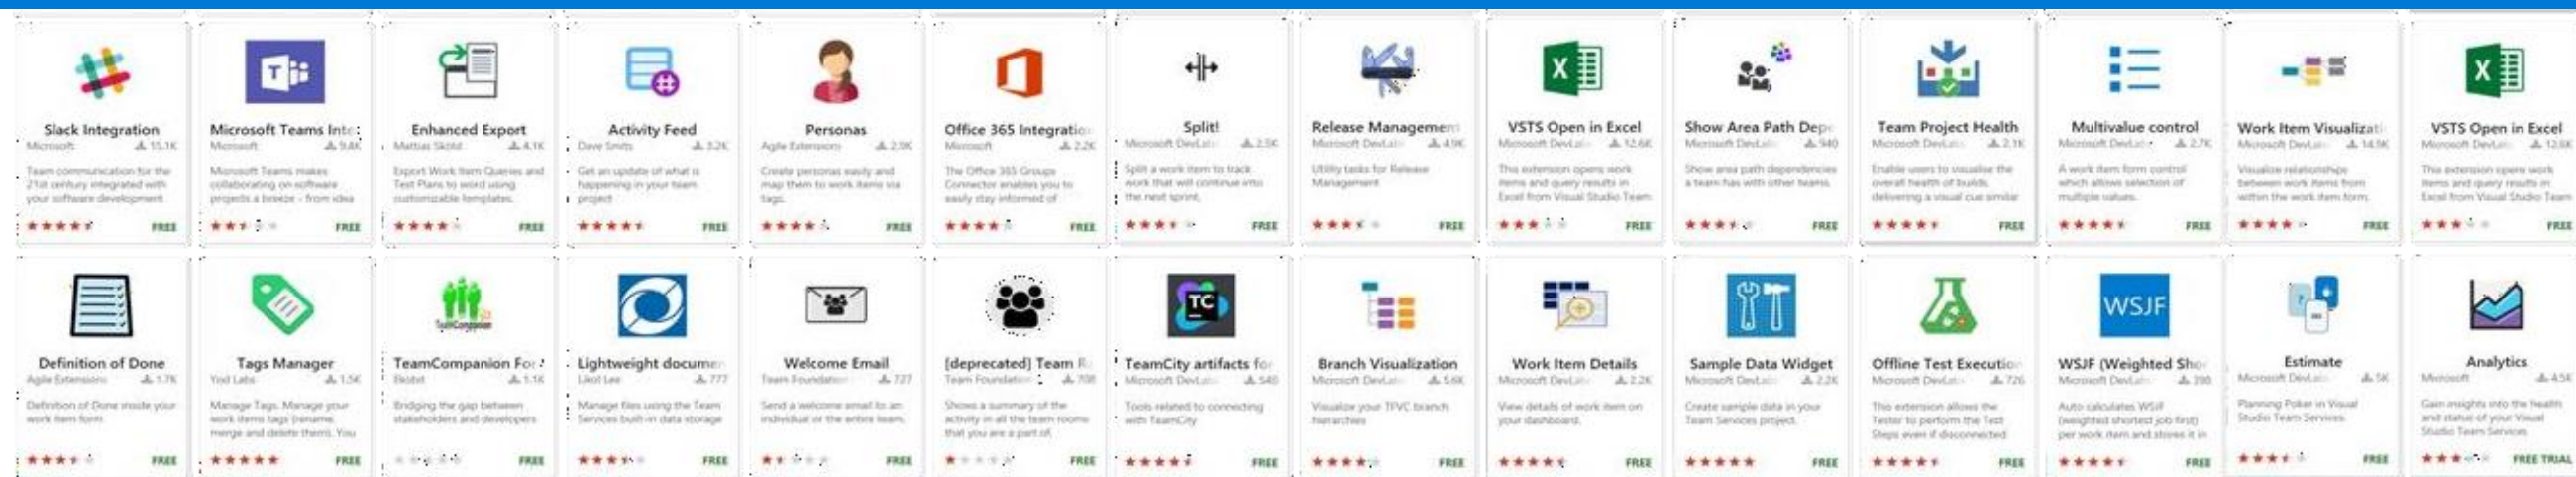 Slack Integration
Microsoft 15.1K
Team communication for the
21st century integrated with
your software development
FREE
Microsoft Teams Inte
Microsoft 9.8K
Microsoft Teams makes
collaborating on software
projects a breeze - from idea
FREE
Enhanced Export
Mattias Sköld 4.1K
Export Work Item Queries and
Test Plans to word using
customizable templates.
FREE
Activity Feed
Dave Smits 3.2K
Get an update of what is
happening in your team
project
FREE
Personas
Agile Extensions 2.9K
Create personas easily and
map them to work items via
tags.
FREE
Office 365 Integration
Microsoft 2.2K
The Office 365 Groups
Connector enables you to
easily stay informed of
FREE
Split!
Microsoft DevLabs 2.5K
Split a work item to track
work that will continue into
the next sprint.
FREE
Release Management
Microsoft DevLabs 4.9K
Utility tasks for Release
Management
FREE
X
VSTS Open in Excel
Microsoft DevLabs 12.6K
This extension opens work
items and query results in
Excel from Visual Studio Team
FREE
Show Area Path Depe
Microsoft DevLabs 940
Show area path dependencies
a team has with other teams.
FREE
Team Project Health
Microsoft DevLabs 2.1K
Enable users to visualise the
overall health of builds,
delivering a visual cue similar
FREE
Multivalue control
Microsoft DevLabs 2.7K
A work item form control
which allows selection of
multiple values.
FREE
Work Item Visualizati
Microsoft DevLabs 14.9K
Visualize relationships
between work items from
within the work item form.
FREE
X
VSTS Open in Excel
Microsoft DevLabs 12.6K
This extension opens work
items and query results in
Excel from Visual Studio Team
FREE
Definition of Done
Agile Extensions 1.7K
Definition of Done inside your
work item form
FREE
Tags Manager
Yod Labs 1.5K
Manage Tags. Manage your
work items tags (rename,
merge and delete them). You
FREE
TeamCompanion
TeamCompanion For
Ekobit 1.1K
Bridging the gap between
stakeholders and developers
FREE
Lightweight documen
Likol Lee 777
Manage files using the Team
Services built-in data storage
FREE
Welcome Email
Team Foundation 727
Send a welcome email to an
individual or the entire team.
FREE
[deprecated] Team R
Team Foundation 708
Shows a summary of the
activity in all the team rooms
that you are a part of.
FREE
TC
TeamCity artifacts for
Microsoft DevLabs 540
Tools related to connecting
with TeamCity
FREE
Branch Visualization
Microsoft DevLabs 5.6K
Visualize your TFVC branch
hierarchies
FREE
Work Item Details
Microsoft DevLabs 2.2K
View details of work item on
your dashboard.
FREE
Sample Data Widget
Microsoft DevLabs 2.2K
Create sample data in your
Team Services project.
FREE
Offline Test Execution
Microsoft DevLabs 726
This extension allows the
Tester to perform the Test
Steps even if disconnected
FREE
WSJF
WSJF (Weighted Sho
Microsoft DevLabs 398
Auto calculates WSJF
(weighted shortest job first)
per work item and stores it in
FREE
Estimate
Microsoft DevLabs 5K
Planning Poker in Visual
Studio Team Services
FREE
Analytics
Microsoft 4.5K
Gain insights into the health
and status of your Visual
Studio Team Services
FREE TRIAL